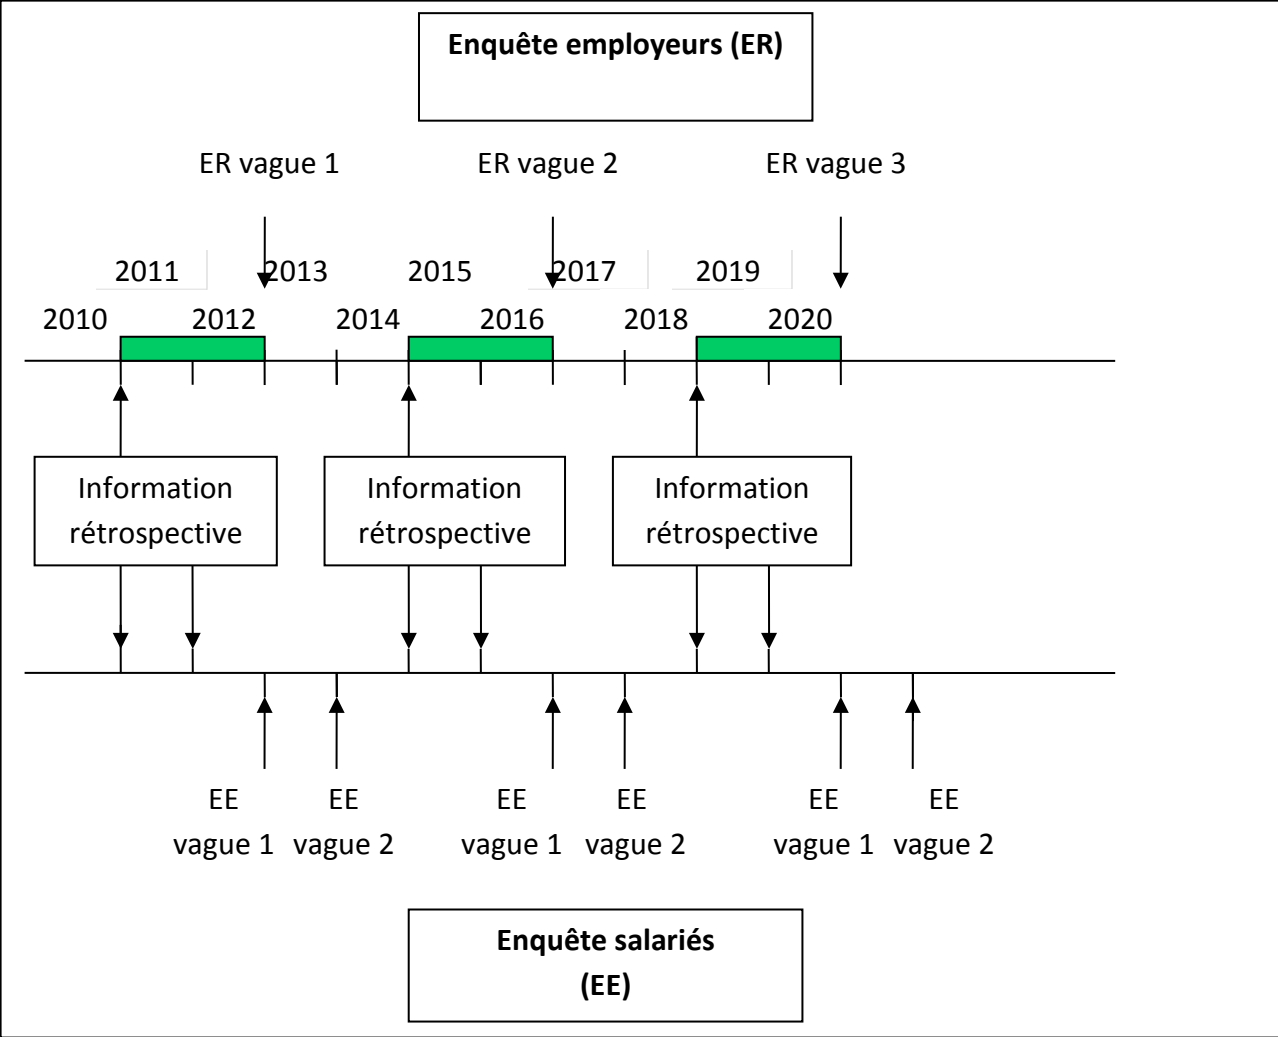 Enquête employeurs (ER)
ER vague 1 ER vague 2 ER vague 3
2011 2013 2015 2017 2019
2010 2012 2014 2016 2018 2020
Information Information Information
rétrospective rétrospective rétrospective
EE EE EE EE EE EE
vague 1 vague 2 vague 1 vague 2 vague 1 vague 2
Enquête salariés
(EE)